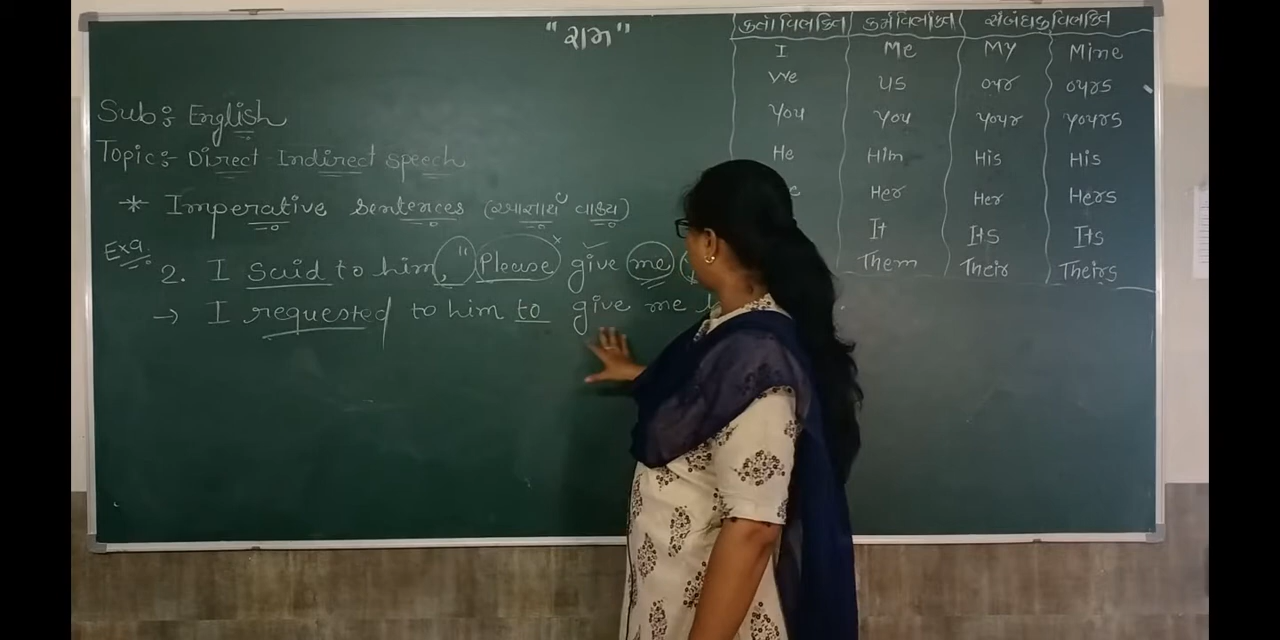 "રામ"
Sub: English
Topic:- Direct-Indirect speech
* Imperative sentences (આજ્ઞાર્થ વાક્ય)
Exa.
2. I said to him, "Please give me
→ I requested to him to give me
કર્તા વિભક્તિ કર્મ વિભક્તિ સંબંધક વિભક્તિ
I Me My Mine
We us our ours
You You Your Yours
He Him His His
Her Her Hers
It Its Its
Them Their Theirs